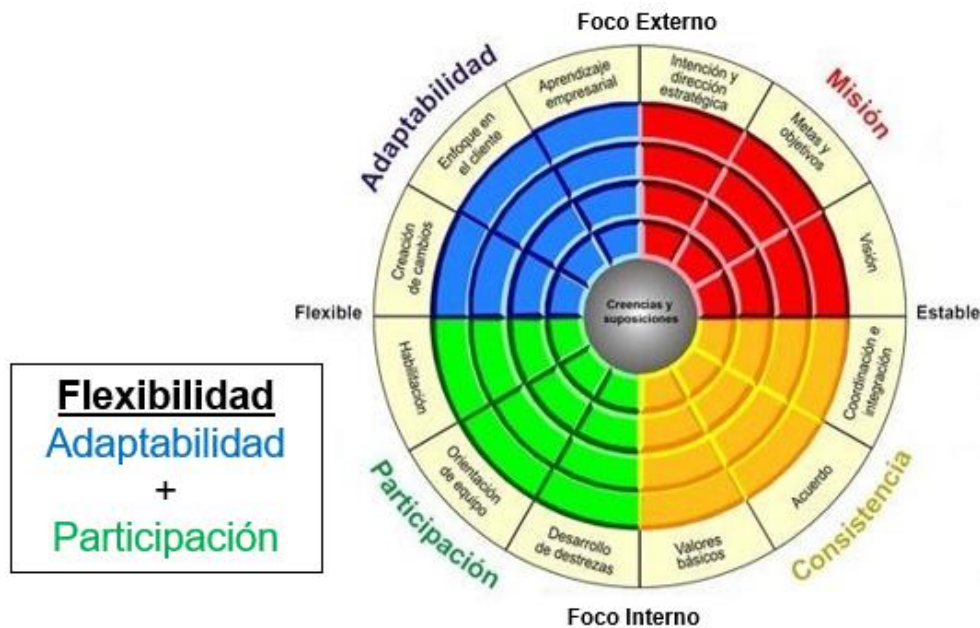 Foco Externo
Adaptabilidad
Misión
Aprendizaje
empresarial
Intención y
dirección
estratégica
Enfoque en
el cliente
Metas y
objetivos
Creación
de cambios
Visión
Flexible
Creencias y
suposiciones
Estable
Habilitación
Coordinación e
integración
Flexibilidad
Adaptabilidad
+
Participación
Orientación
de equipo
Acuerdo
Participación
Desarrollo
de destrezas
Valores
básicos
Consistencia
Foco Interno